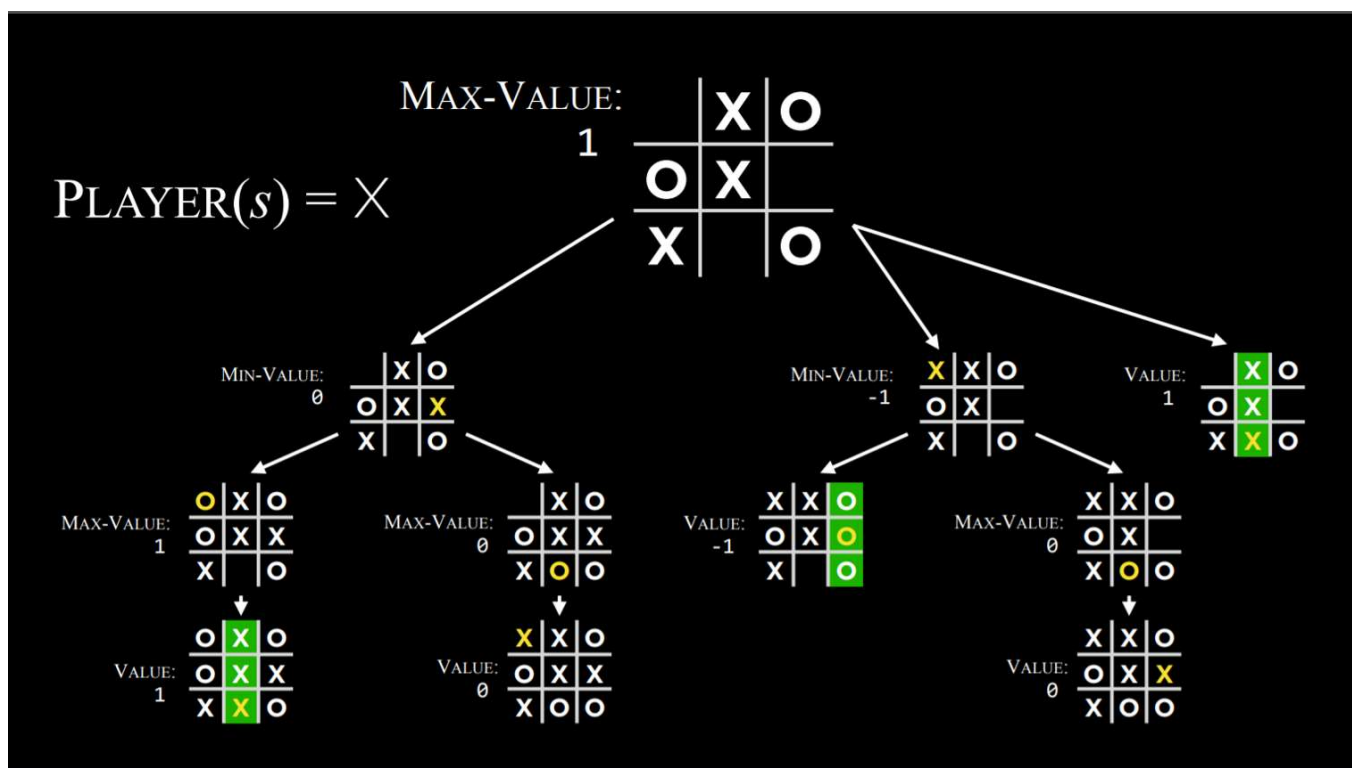 MAX-VALUE:
1
X O
O X
X O
PLAYER(s) = X
MIN-VALUE:
0
X O
O X X
X O
MIN-VALUE:
-1
X X O
O X
X O
VALUE:
1
X O
O X
X X O
MAX-VALUE:
1
O X O
O X X
X O
MAX-VALUE:
0
X O
O X X
X O O
VALUE:
-1
X X O
O X O
X O
MAX-VALUE:
0
X X O
O X
X O O
VALUE:
1
O X O
O X X
X X O
VALUE:
0
X X O
O X X
X O O
VALUE:
0
X X O
O X X
X O O